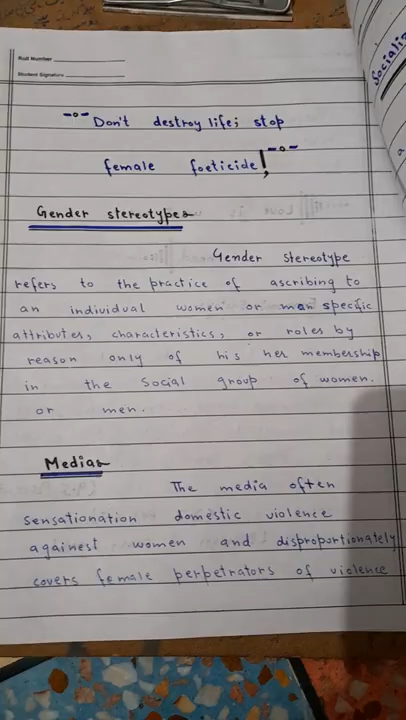 Roll Number
Student Signature
Socializ
Don't destroy life; stop
female foeticide!
Gender stereotypes
Gender stereotype
refers to the practice of ascribing to
an individual women or man specific
attributes, characteristics, or roles by
reason only of his her membership
in the social group of women.
or men.
Medias
The media often
sensationation domestic violence
againest women and disproportionately
covers female perpetrators of violence